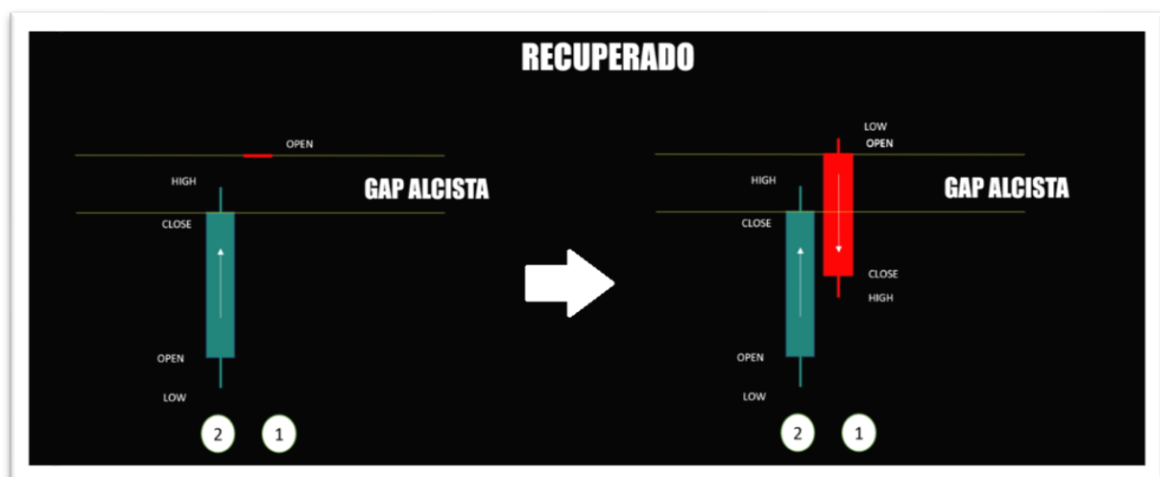 RECUPERADO
OPEN
HIGH
GAP ALCISTA
CLOSE
OPEN
LOW
2
1
LOW
OPEN
HIGH
GAP ALCISTA
CLOSE
CLOSE
HIGH
OPEN
LOW
2
1